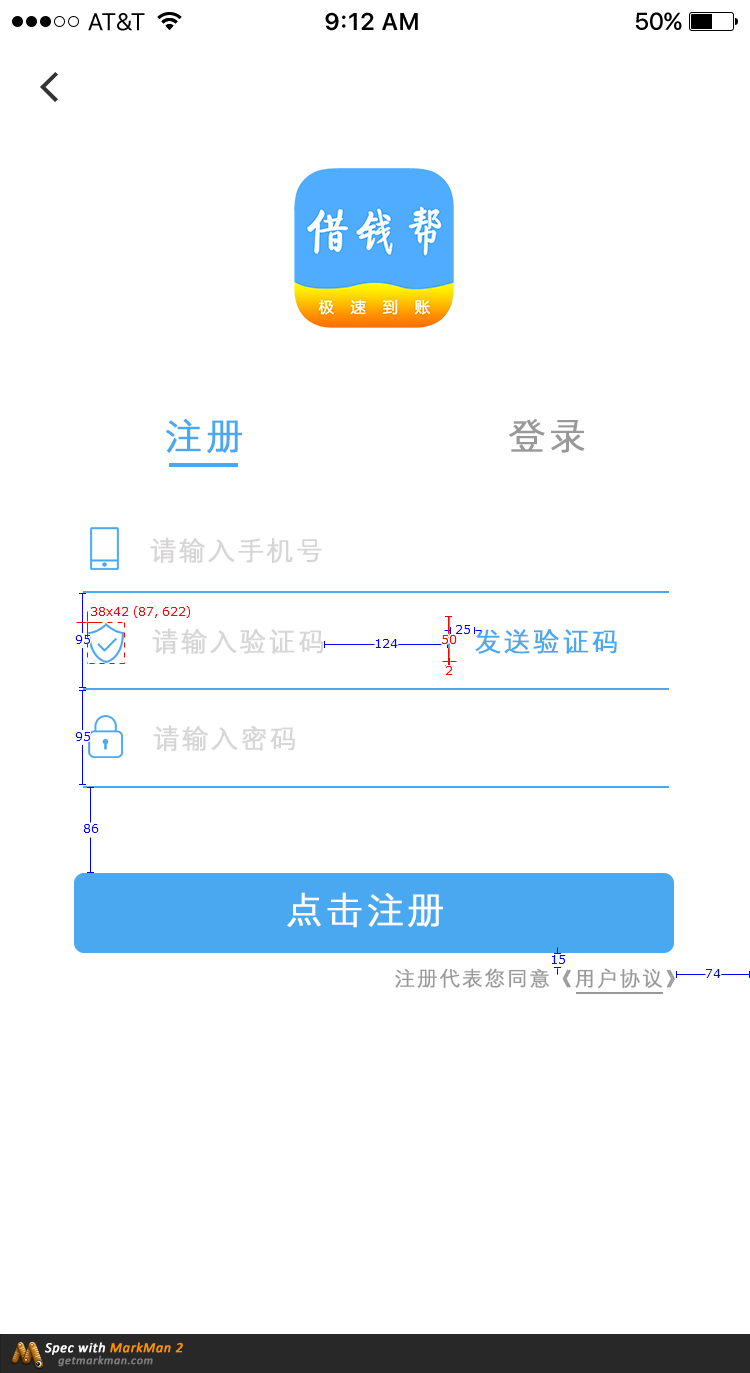 AT&T 9:12 AM 50%
借钱帮
极速到账
注册 登录
请输入手机号
38x42 (87, 622)
95 请输入验证码 124 50 25 发送验证码
2
95 请输入密码
86
点击注册
15
注册代表您同意《用户协议》 74
Spec with MarkMan 2
getmarkman.com